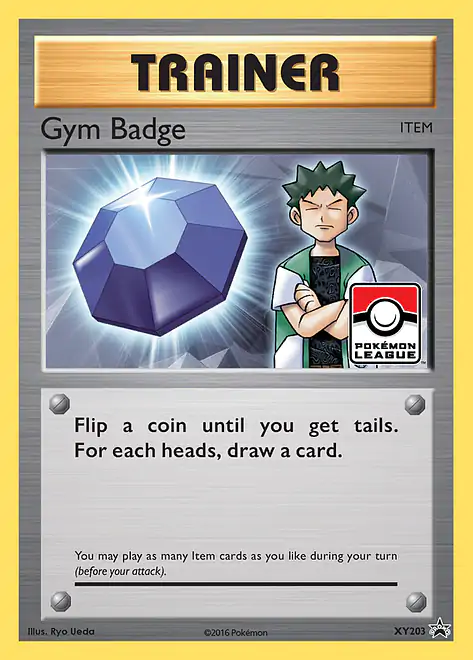 TRAINER
Gym Badge
ITEM
POKÉMON
LEAGUE
Flip a coin until you get tails.
For each heads, draw a card.
You may play as many Item cards as you like during your turn
(before your attack).
Illus. Ryo Ueda
©2016 Pokémon
XY203